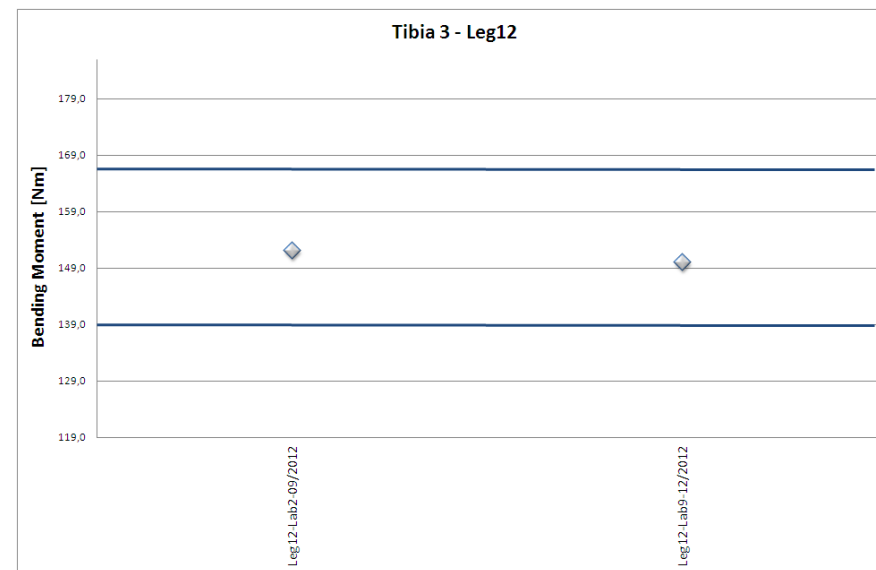 Tibia 3 - Leg12
Bending Moment [Nm]
179,0
169,0
159,0
149,0
139,0
129,0
119,0
Leg12-Lab2-09/2012
Leg12-Lab9-12/2012